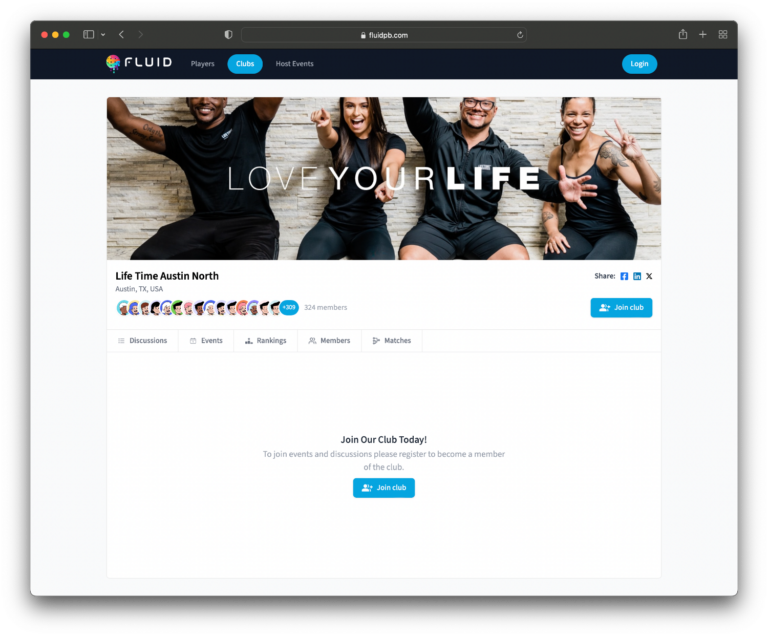 fluidpb.com
FLUID
Players
Clubs
Host Events
Login
LOVE YOUR LIFE
Life Time Austin North
Austin, TX, USA
Share:
+309
324 members
Join club
Discussions
Events
Rankings
Members
Matches
Join Our Club Today!
To join events and discussions please register to become a member
of the club.
Join club